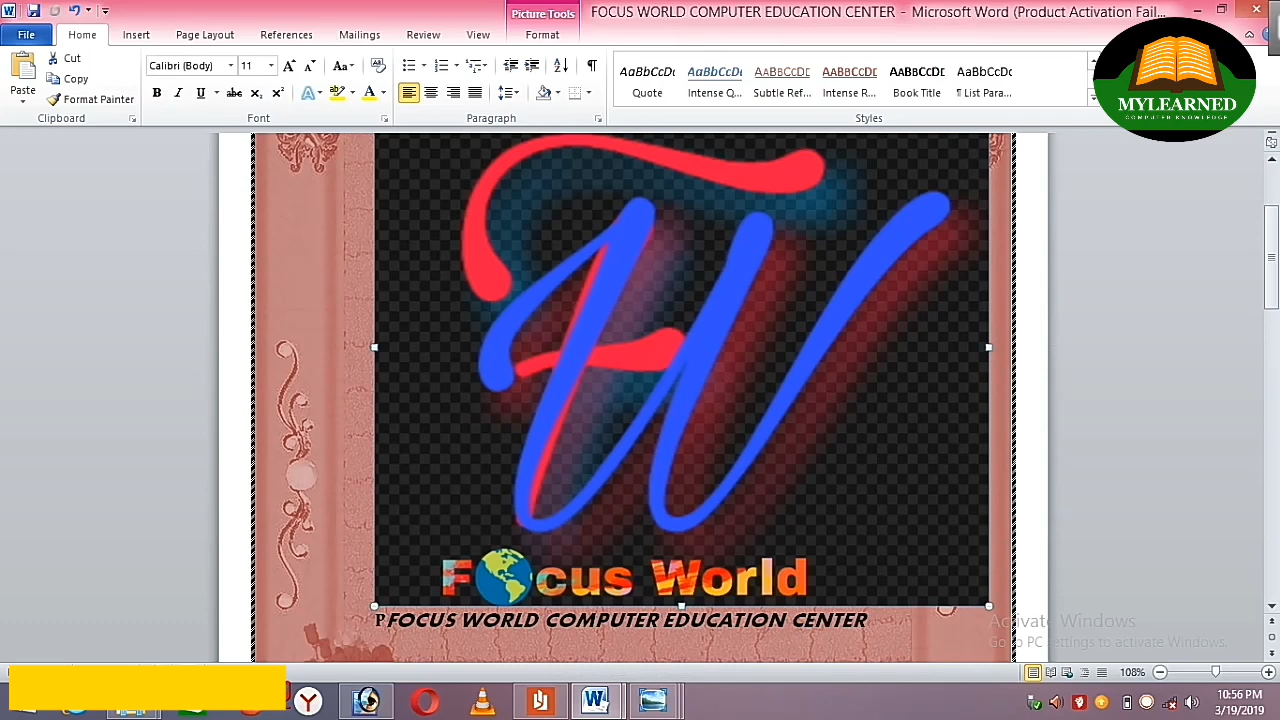 Picture Tools
FOCUS WORLD COMPUTER EDUCATION CENTER - Microsoft Word (Product Activation Fail...
File Home Insert Page Layout References Mailings Review View Format
Paste
Cut
Copy
Format Painter
Clipboard
Calibri (Body) 11
Font
Paragraph
AaBbCcDc AaBbCcDc AaBbCcDc AaBbCcDc AaBbCcDc AaBbCcDc
Quote Intense Q... Subtle Ref... Intense R... Book Title ¶ List Para...
Styles
MYLEARNED
COMPUTER KNOWLEDGE
Focus World
FOCUS WORLD COMPUTER EDUCATION CENTER
Activate Windows
Go to PC settings to activate Windows.
108%
10:56 PM
3/19/2019